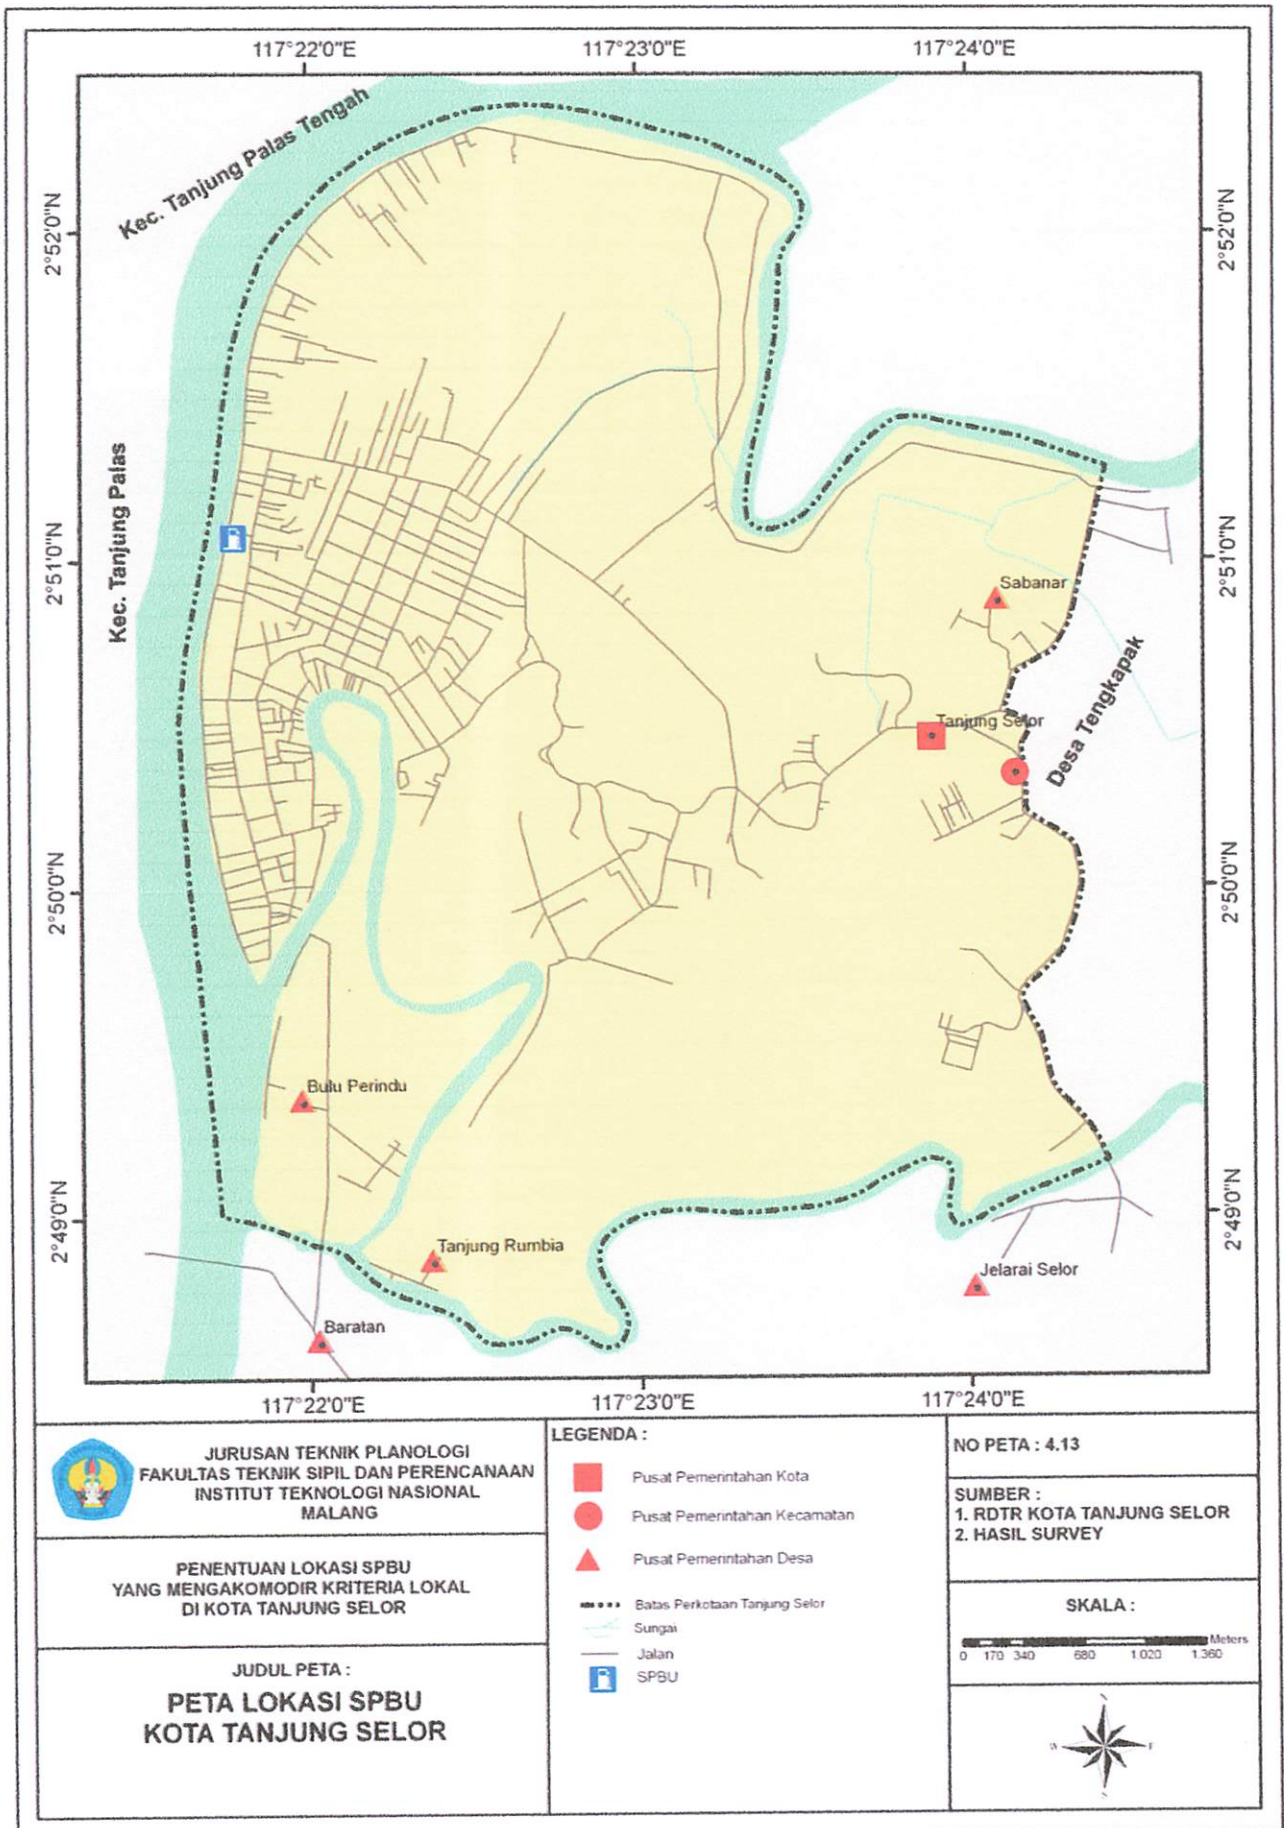 117°22'0"E 117°23'0"E 117°24'0"E
Kec. Tanjung Palas Tengah
2°52'0"N 2°52'0"N
Kec. Tanjung Palas
2°51'0"N 2°51'0"N
Sabanar
Tanjung Selor
Desa Tengkapak
2°50'0"N 2°50'0"N
Bulu Perindu
2°49'0"N 2°49'0"N
Tanjung Rumbia
Jelarai Selor
Baratan
117°22'0"E 117°23'0"E 117°24'0"E
JURUSAN TEKNIK PLANOLOGI
FAKULTAS TEKNIK SIPIL DAN PERENCANAAN
INSTITUT TEKNOLOGI NASIONAL
MALANG
PENENTUAN LOKASI SPBU
YANG MENGAKOMODIR KRITERIA LOKAL
DI KOTA TANJUNG SELOR
JUDUL PETA :
PETA LOKASI SPBU
KOTA TANJUNG SELOR
LEGENDA :
Pusat Pemerintahan Kota
Pusat Pemerintahan Kecamatan
Pusat Pemerintahan Desa
Batas Perkotaan Tanjung Selor
Sungai
Jalan
SPBU
NO PETA : 4.13
SUMBER :
1. RDTR KOTA TANJUNG SELOR
2. HASIL SURVEY
SKALA :
Meters
0 170 340 680 1.020 1.360
N
W E
S